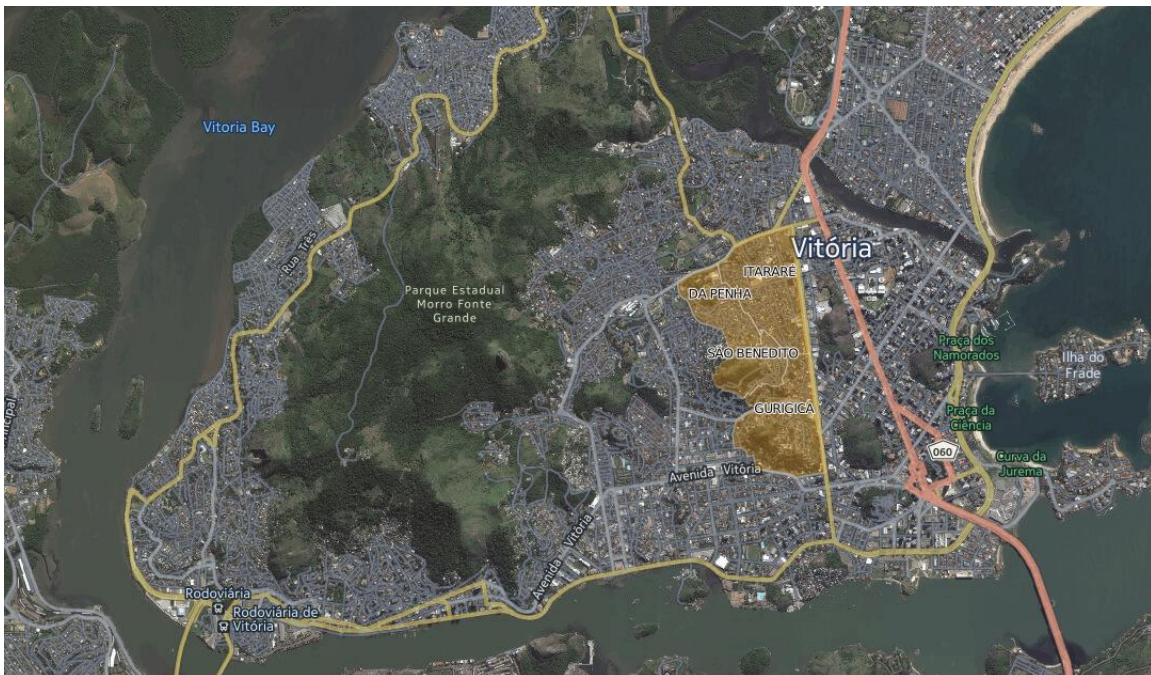 Vitoria Bay
Rua Três
Parque Estadual
Morro Fonte
Grande
Vitória
ITARARÉ
DA PENHA
SÃO BENEDITO
GURIGICA
Praça dos
Namorados
Ilha do
Frade
Praça da
Ciência
060
Curva da
Jurema
Avenida Vitória
Avenida Vitória
Rodoviária
Rodoviária de
Vitória